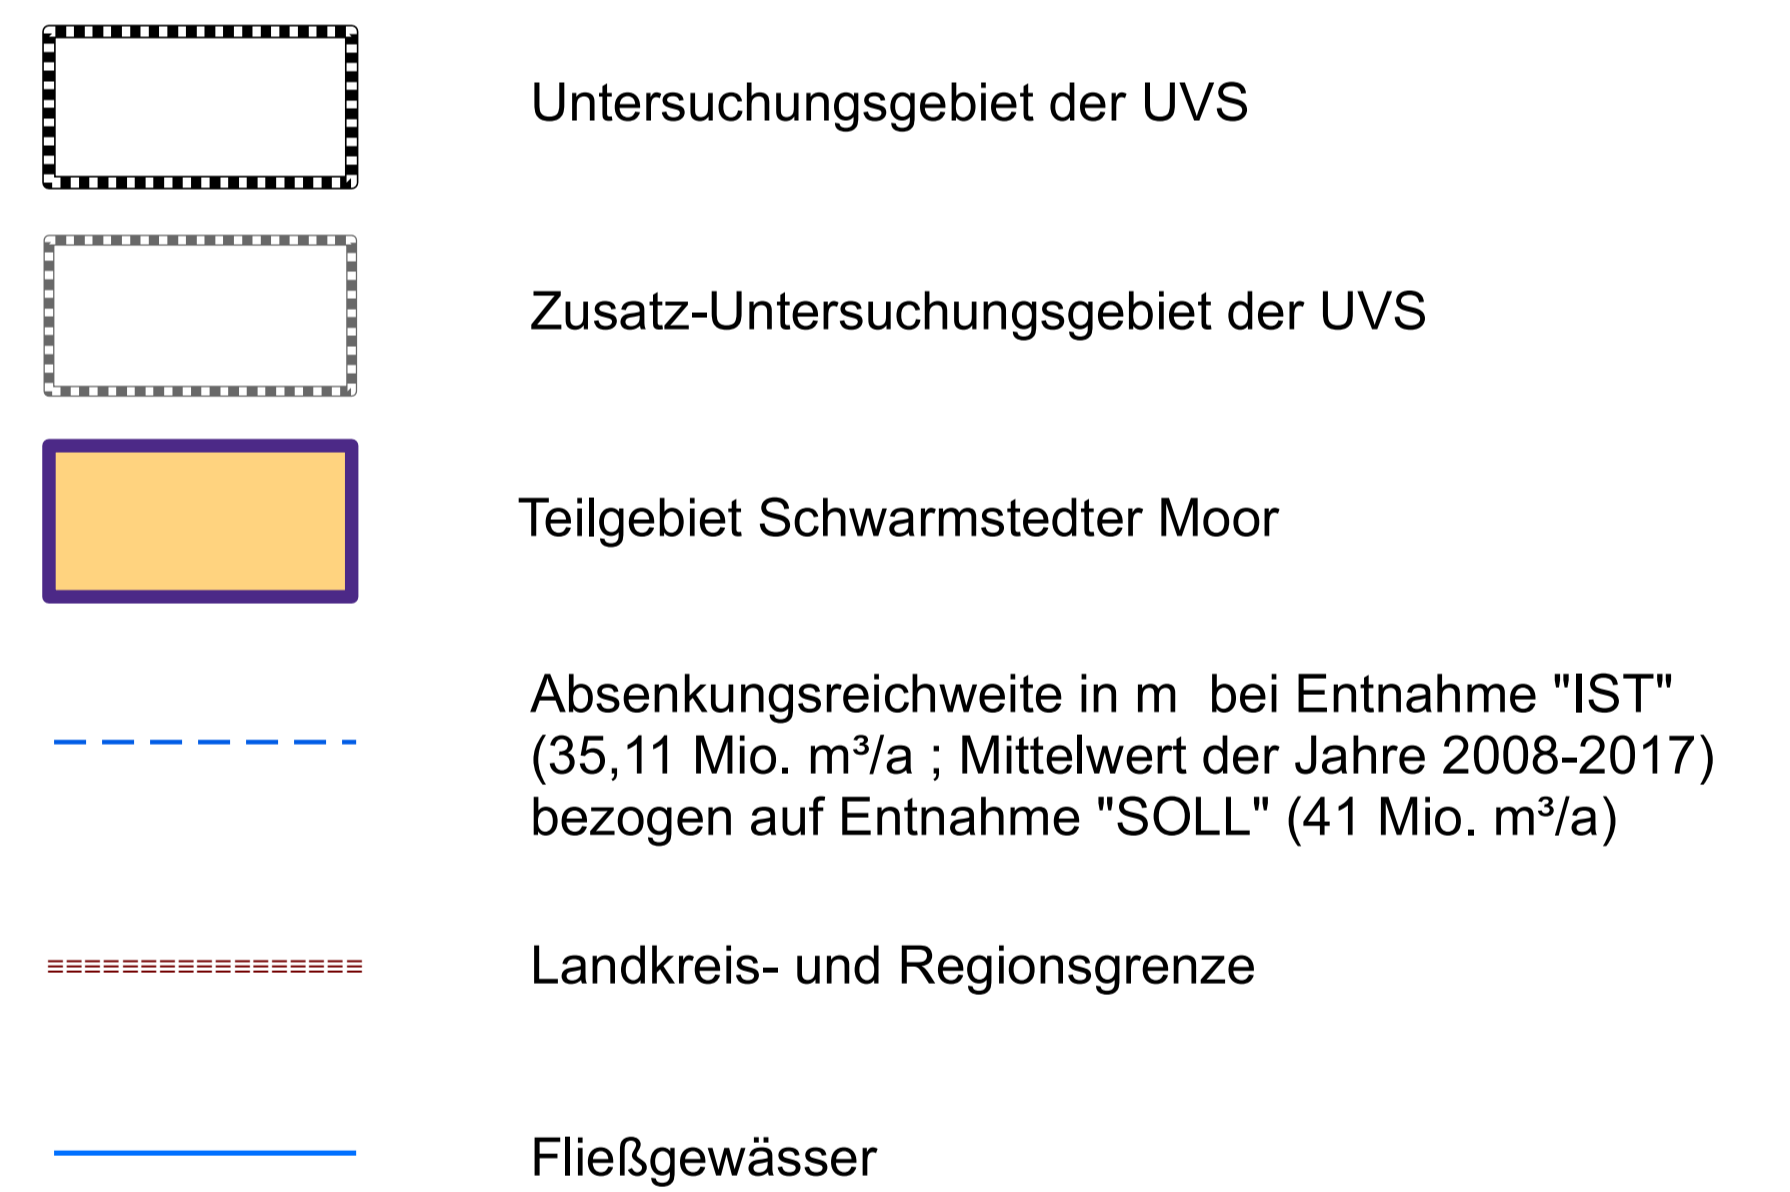 Untersuchungsgebiet der UVS
Zusatz-Untersuchungsgebiet der UVS
Teilgebiet Schwarmstedter Moor
Absenkungsreichweite in m  bei Entnahme "IST"
(35,11 Mio. m³/a ; Mittelwert der Jahre 2008-2017)
bezogen auf Entnahme "SOLL" (41 Mio. m³/a)
Landkreis- und Regionsgrenze
Fließgewässer